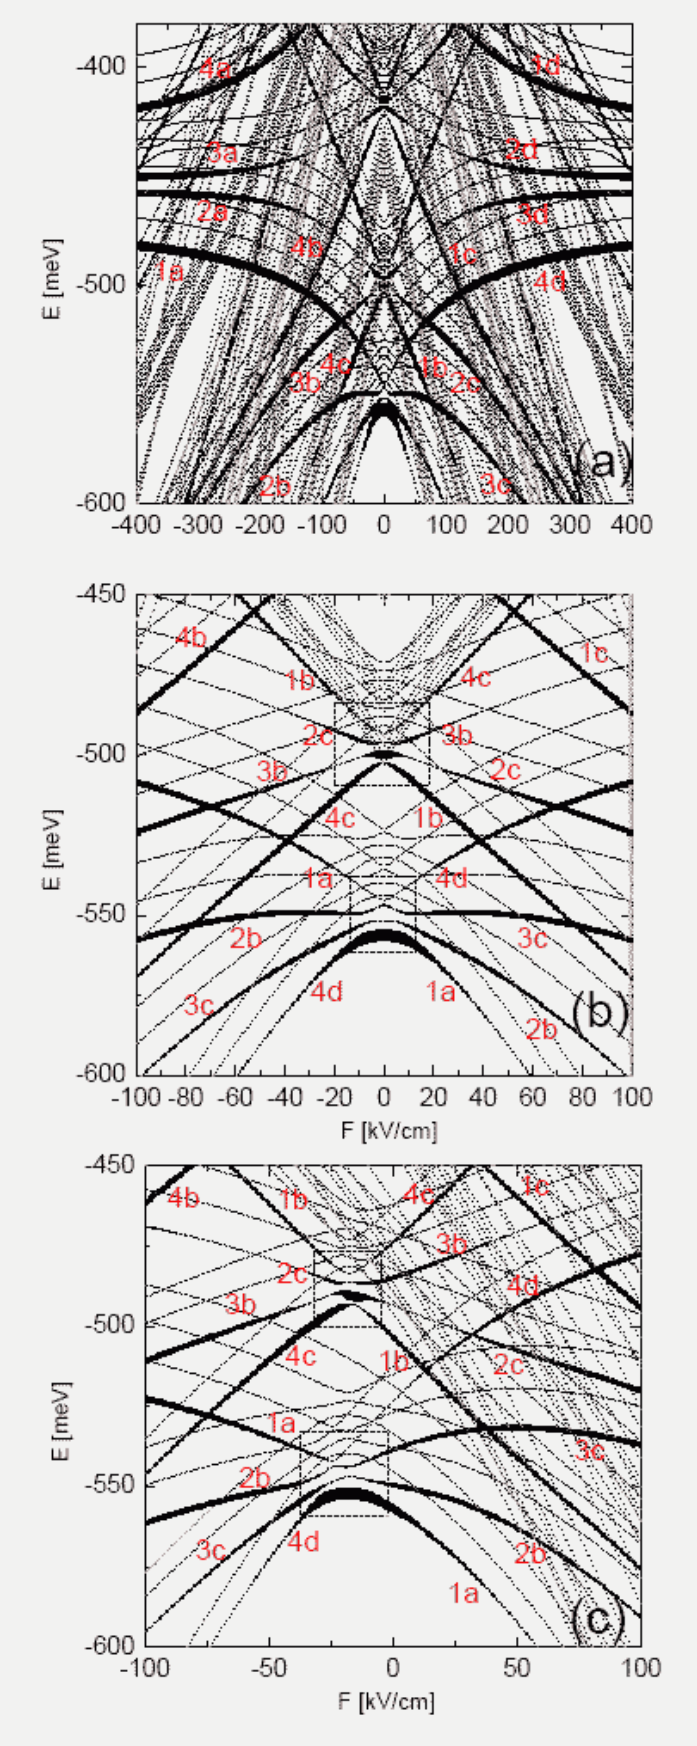 -400
4a
1d
3a
2d
2a
3d
4b
1c
1a
4d
-500
E [meV]
4c
1b
3b
2c
2b
3c
(a)
-600
-400 -300 -200 -100 0 100 200 300 400
-450
4b
1c
1b
4c
2c
3b
-500
3b
2c
4c
1b
E [meV]
1a
4d
-550
2b
3c
4d
1a
3c
2b
(b)
-600
-100 -80 -60 -40 -20 0 20 40 60 80 100
F [kV/cm]
-450
4b
1b
4c
1c
3b
2c
4d
3b
-500
4c
1b
2c
E [meV]
1a
3c
2b
-550
3c
4d
2b
1a
(c)
-600
-100 -50 0 50 100
F [kV/cm]